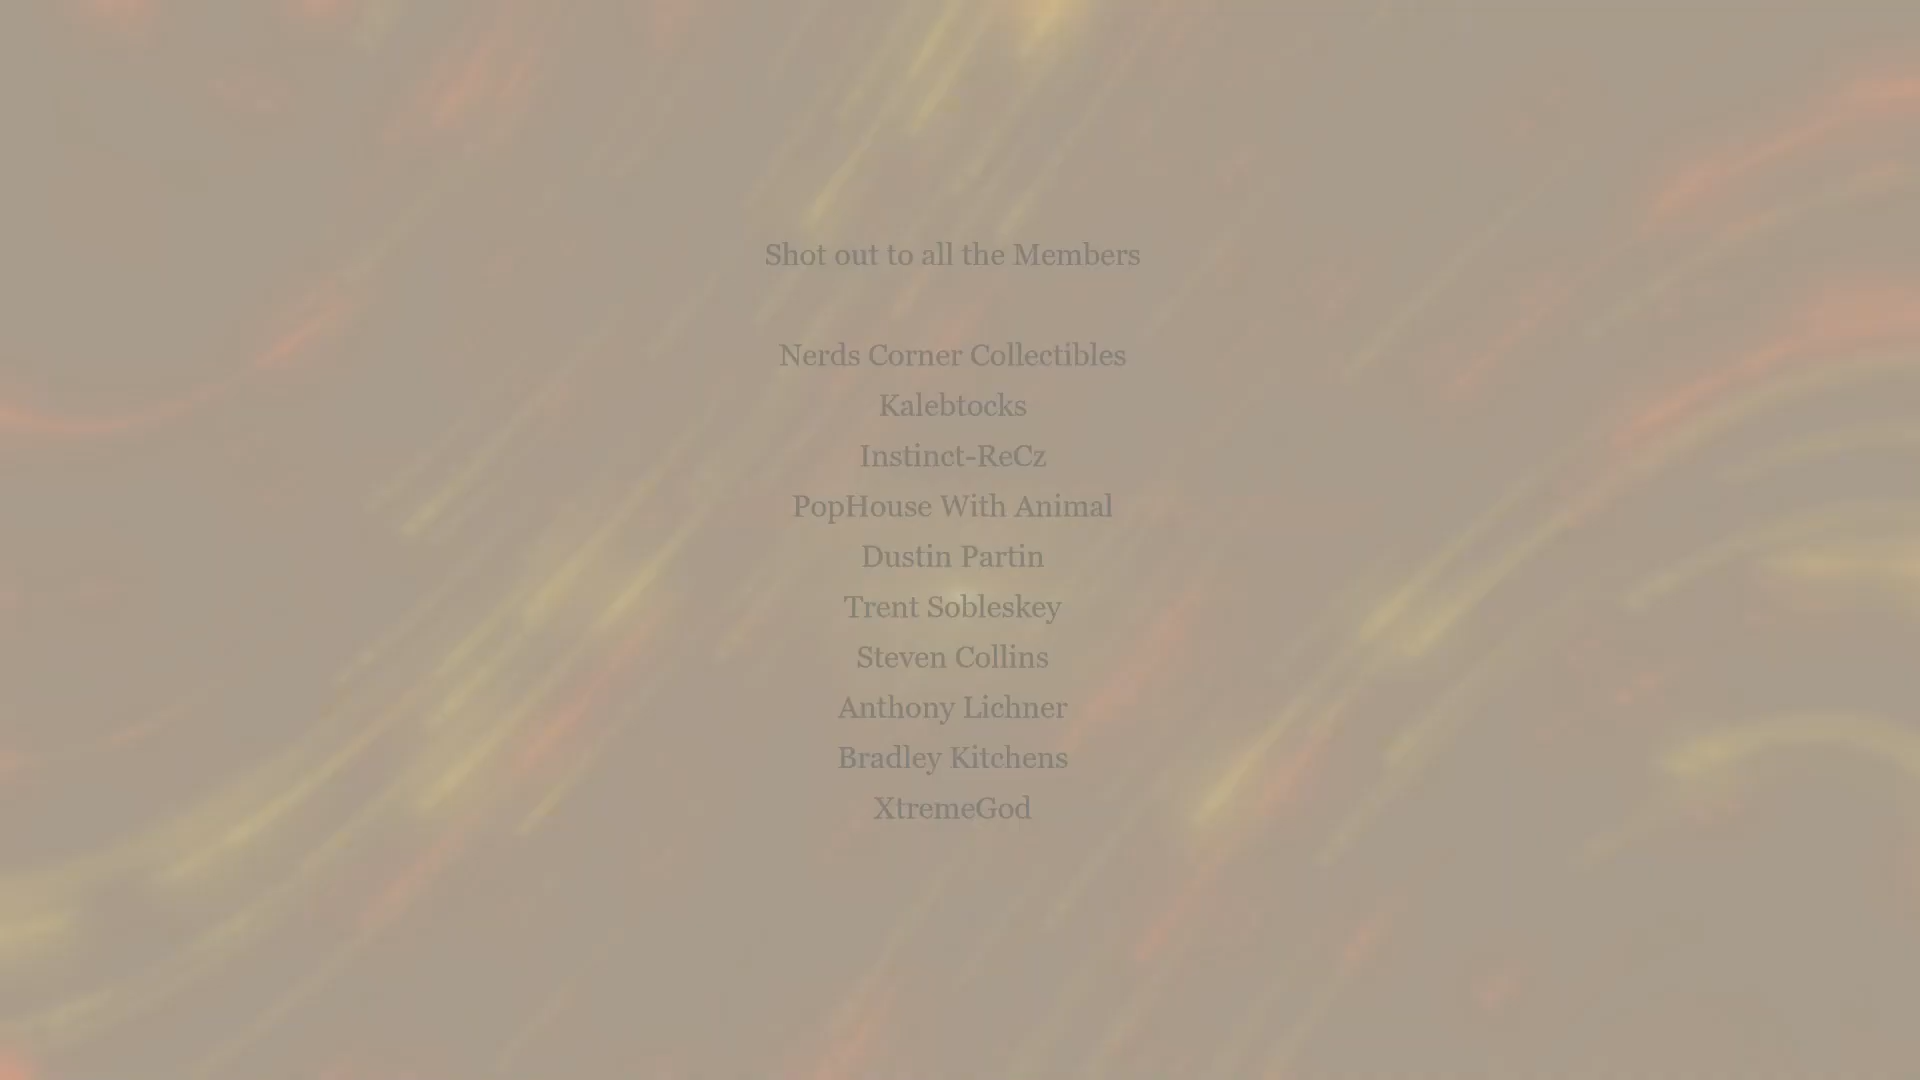 Shot out to all the Members
Nerds Corner Collectibles
Kalebtocks
Instinct-ReCz
PopHouse With Animal
Dustin Partin
Trent Sobleskey
Steven Collins
Anthony Lichner
Bradley Kitchens
XtremeGod